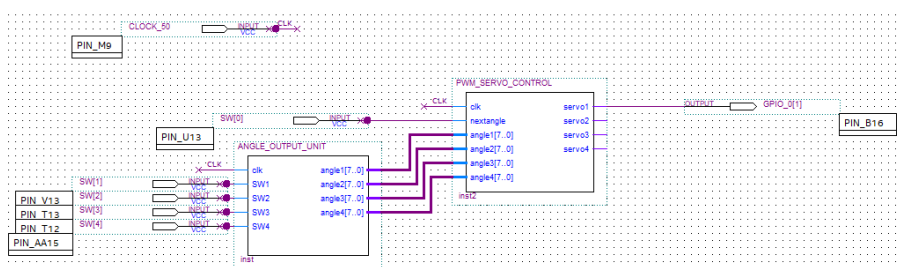 CLOCK_50
INPUT
VCC
CLK
PIN_M9
PWM_SERVO_CONTROL
CLK
clk
servo1
OUTPUT
GPIO_0[1]
SW[0]
INPUT
VCC
nextangle
servo2
PIN_B16
PIN_U13
angle1[7..0]
servo3
ANGLE_OUTPUT_UNIT
angle2[7..0]
servo4
angle3[7..0]
CLK
clk
angle1[7..0]
angle4[7..0]
SW[1]
INPUT
VCC
SW1
angle2[7..0]
inst2
PIN_V13
SW[2]
INPUT
VCC
SW2
angle3[7..0]
PIN_T13
SW[3]
INPUT
VCC
SW3
angle4[7..0]
PIN_T12
SW[4]
INPUT
VCC
SW4
PIN_AA15
inst